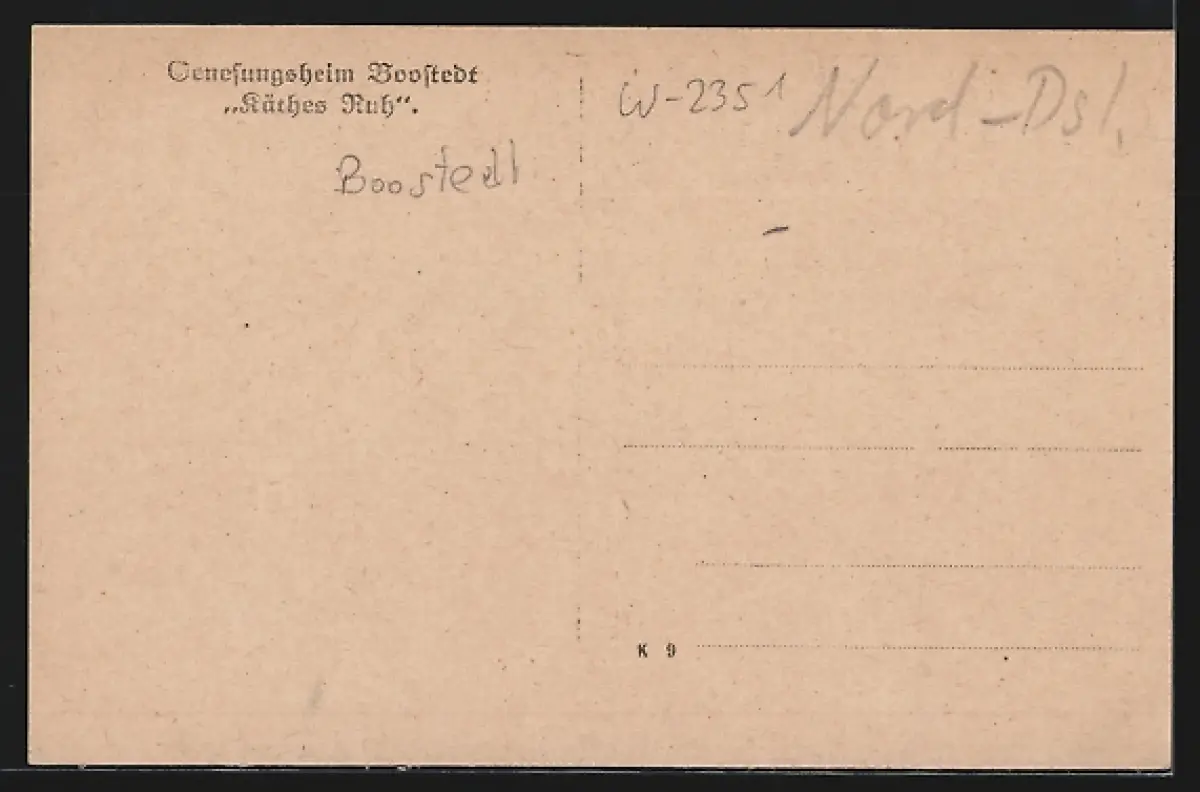 Genesungsheim Boostedt
„Käthes Ruh“.
Boostedt
W-2351 Nord-Dsl.
K 9